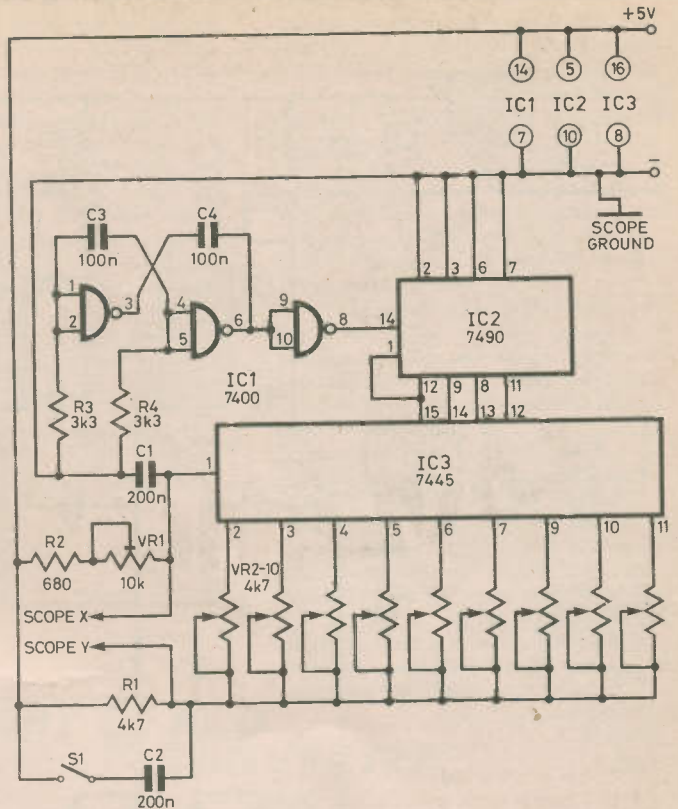 +5V
14 5 16
IC1 IC2 IC3
7 10 8
–
SCOPE
GROUND
C3
100n
C4
100n
1
2
3
4
5
6
9
10
8
14
2 3 6 7
IC2
7490
1
12 9 8 11
IC1
7400
R3
3k3
R4
3k3
C1
200n
15 14 13 12
1
IC3
7445
2 3 4 5 6 7 9 10 11
R2
680
VR1
10k
VR2-10
4k7
SCOPE X
SCOPE Y
R1
4k7
S1
C2
200n